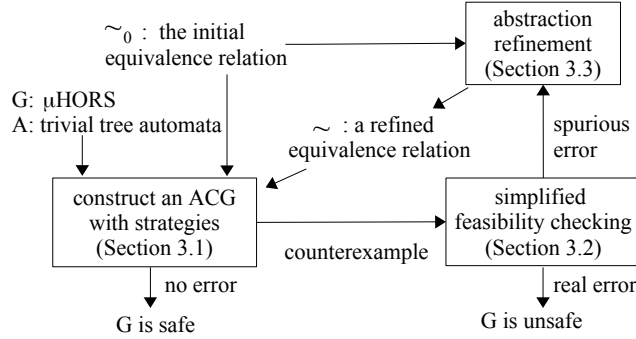 ~0 : the initial
equivalence relation
abstraction
refinement
(Section 3.3)
G: μHORS
A: trivial tree automata
~ : a refined
equivalence relation
spurious
error
construct an ACG
with strategies
(Section 3.1)
counterexample
simplified
feasibility checking
(Section 3.2)
no error
real error
G is safe
G is unsafe